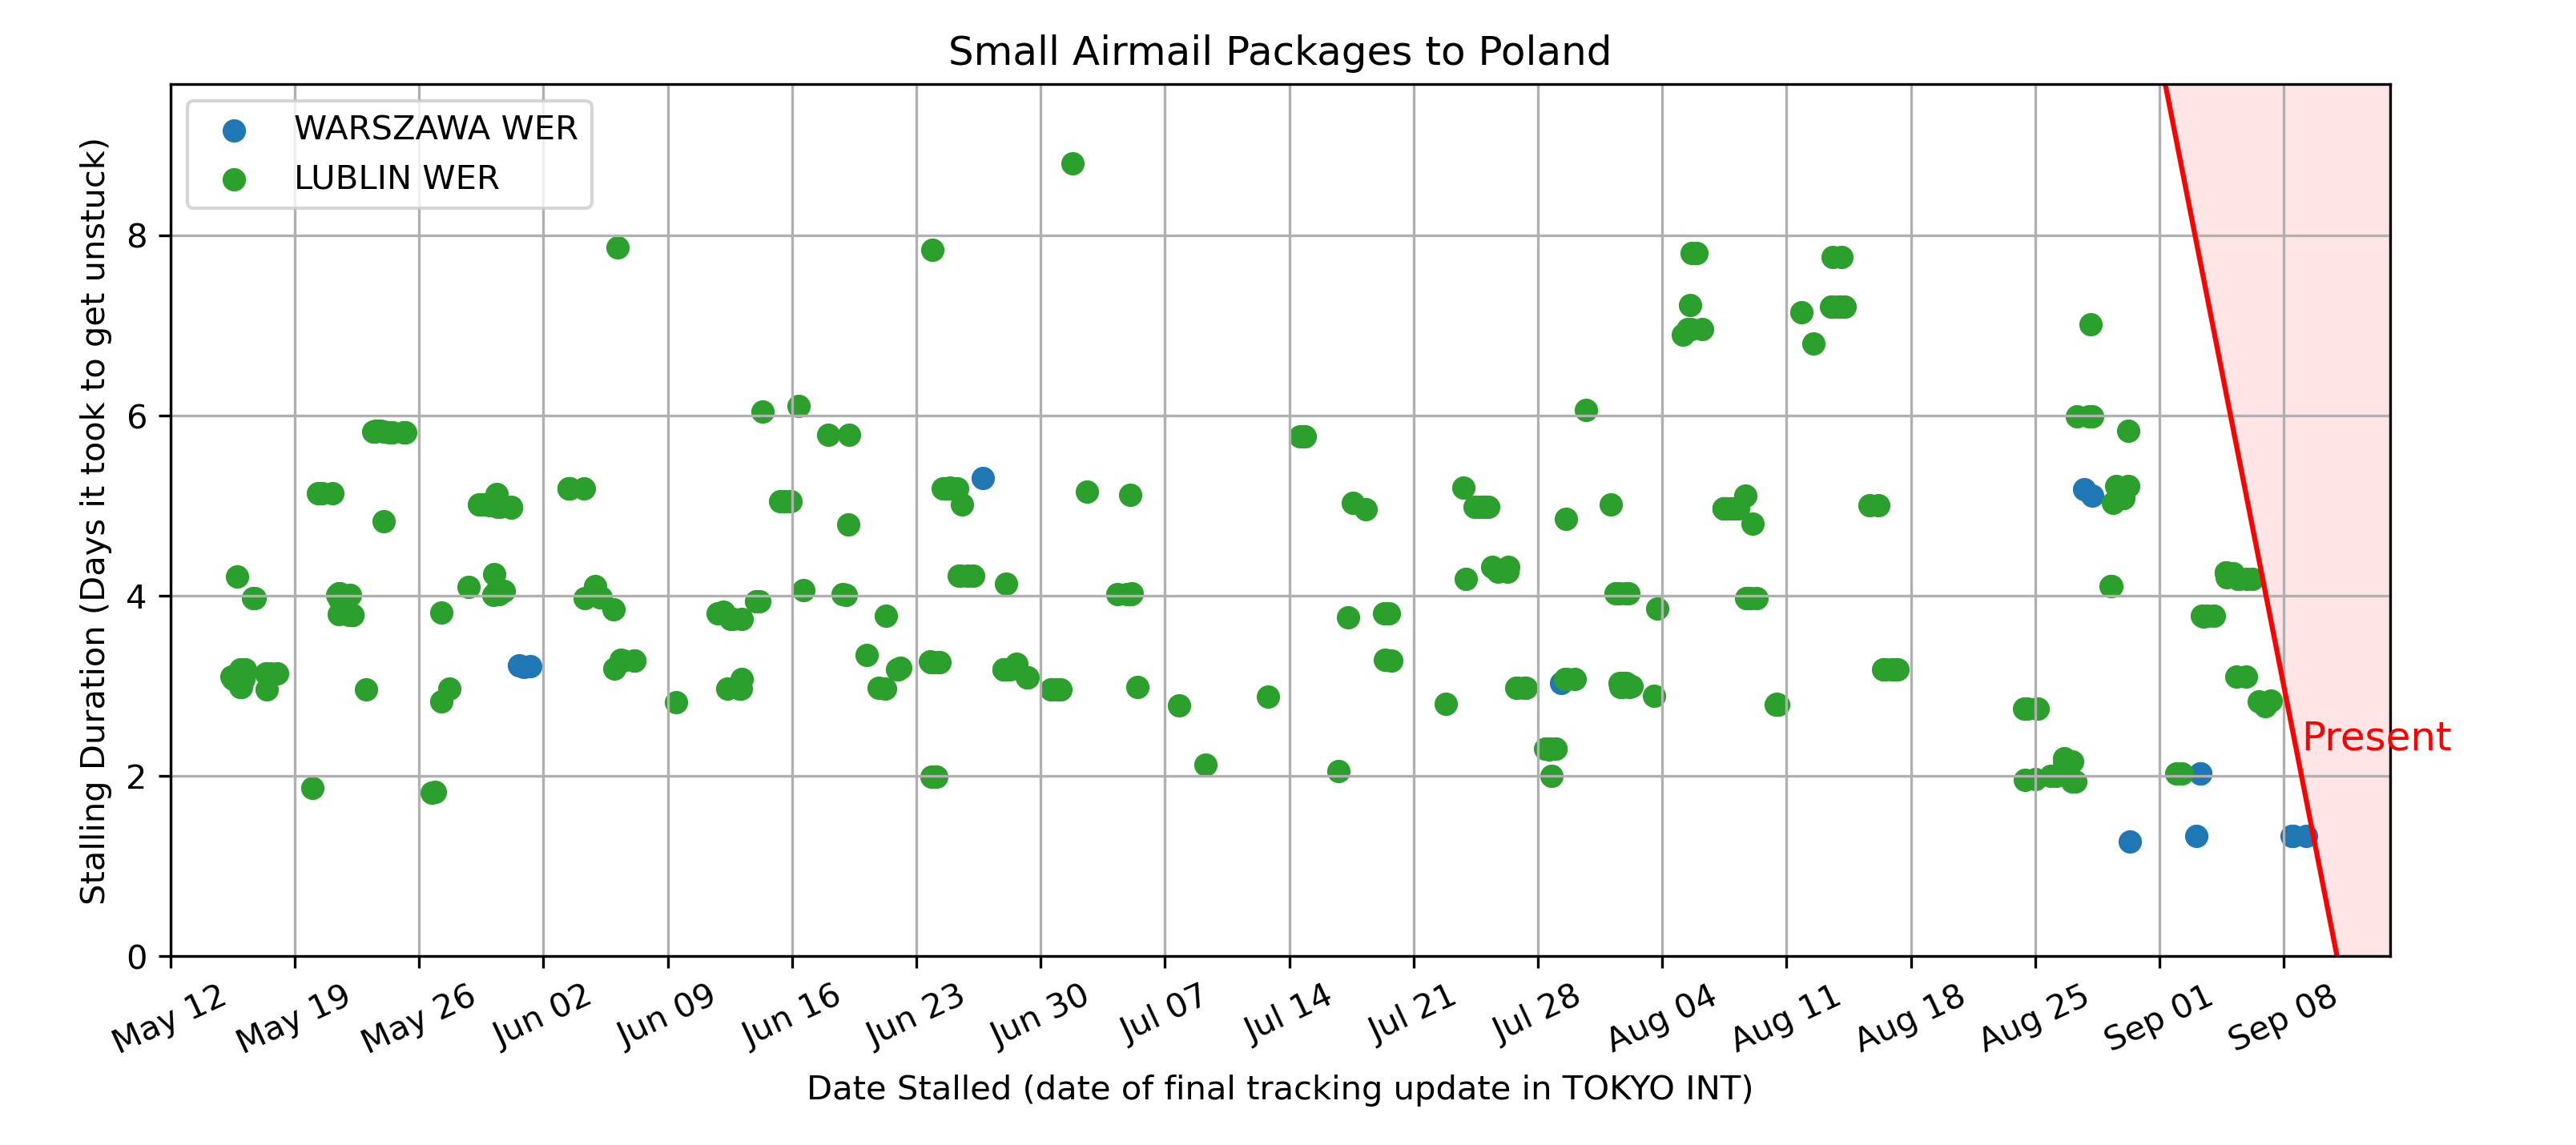 Small Airmail Packages to Poland
WARSZAWA WER
LUBLIN WER
Stalling Duration (Days it took to get unstuck)
8
6
4
2
0
Present
May 12
May 19
May 26
Jun 02
Jun 09
Jun 16
Jun 23
Jun 30
Jul 07
Jul 14
Jul 21
Jul 28
Aug 04
Aug 11
Aug 18
Aug 25
Sep 01
Sep 08
Date Stalled (date of final tracking update in TOKYO INT)